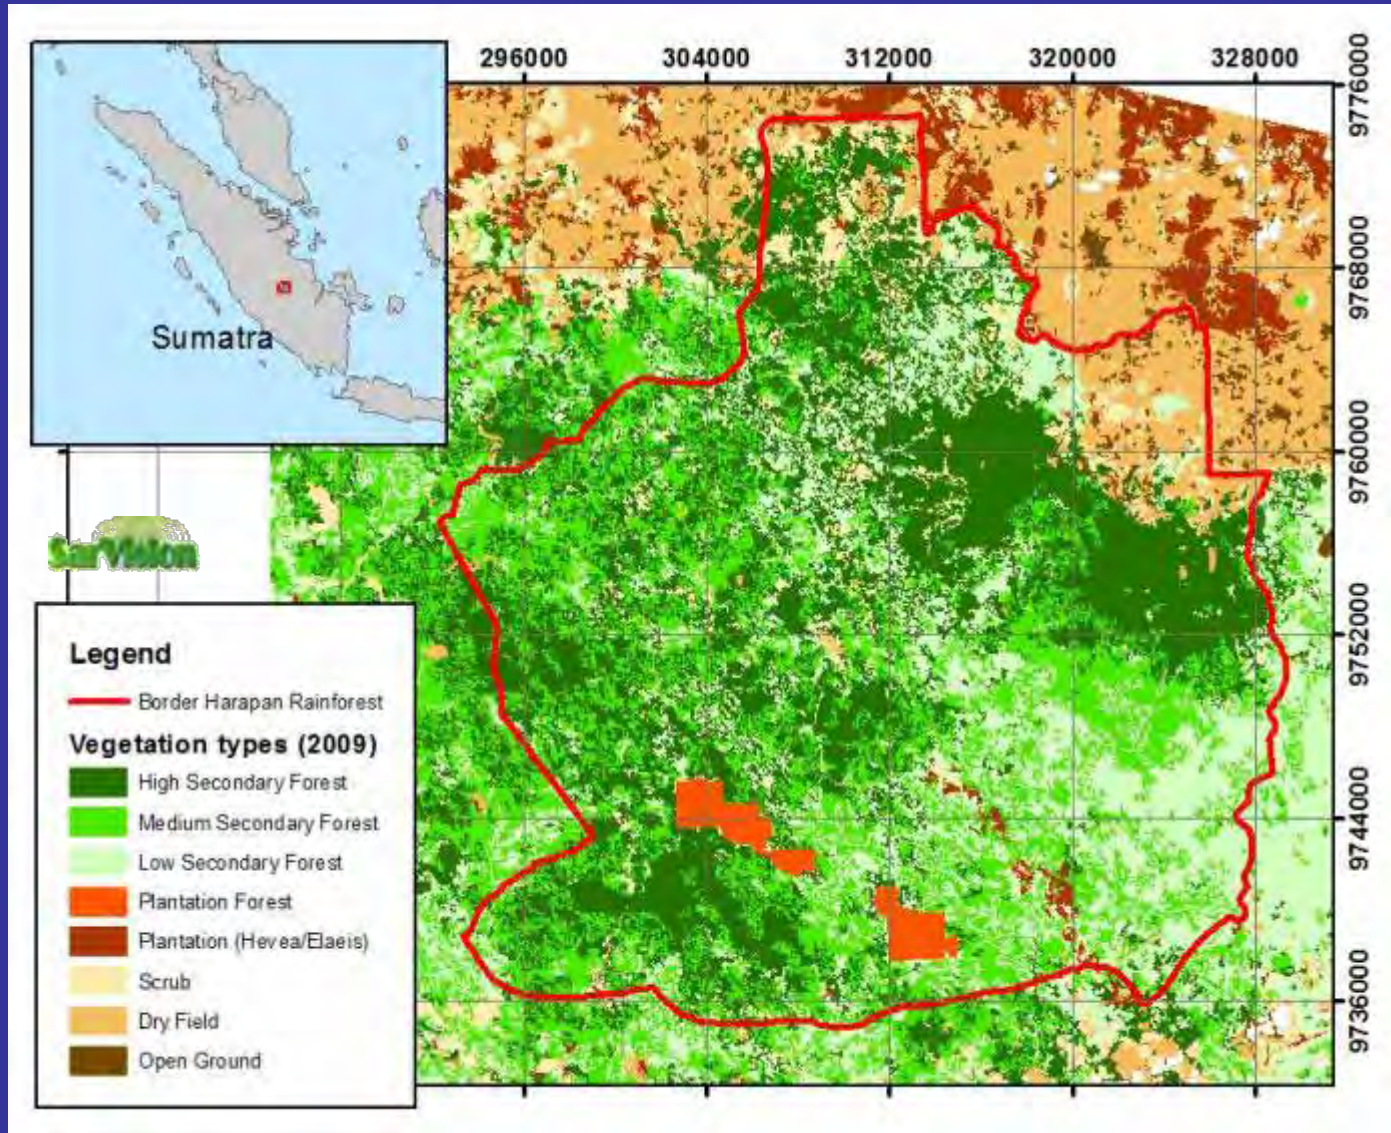 296000 304000 312000 320000 328000
9776000
9768000
9760000
9752000
9744000
9736000
Sumatra
SarVision
Legend
Border Harapan Rainforest
Vegetation types (2009)
High Secondary Forest
Medium Secondary Forest
Low Secondary Forest
Plantation Forest
Plantation (Hevea/Elaeis)
Scrub
Dry Field
Open Ground